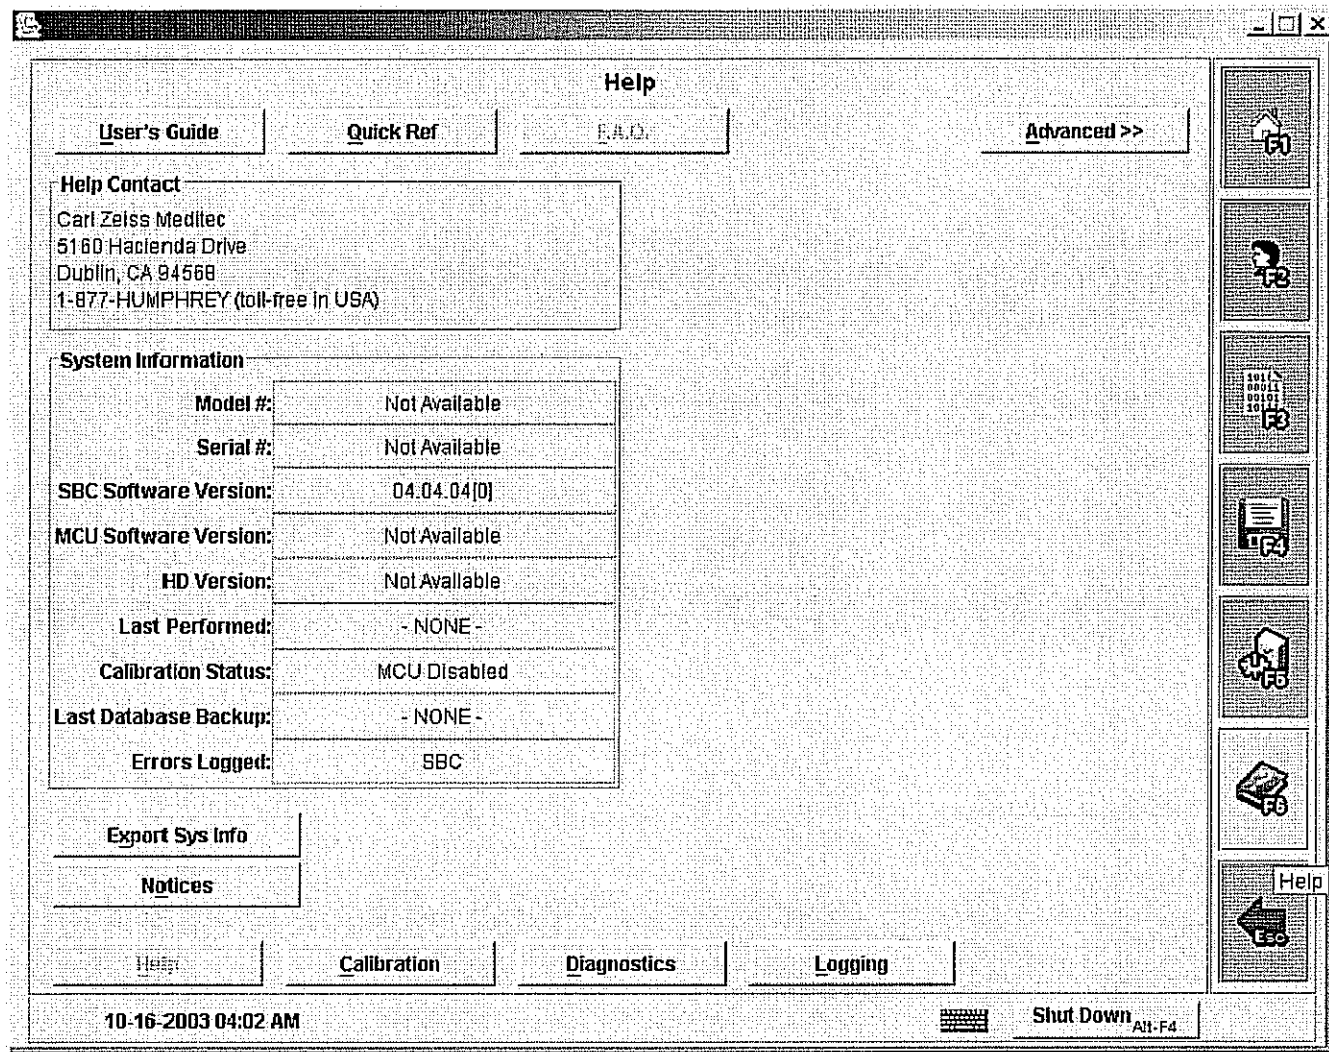 Help
User's Guide
Quick Ref
F.A.Q.
Advanced >>
Help Contact
Carl Zeiss Meditec
5160 Hacienda Drive
Dublin, CA 94568
1-877-HUMPHREY (toll-free in USA)
System Information
Model #: Not Available
Serial #: Not Available
SBC Software Version: 04.04.04[0]
MCU Software Version: Not Available
HD Version: Not Available
Last Performed: - NONE -
Calibration Status: MCU Disabled
Last Database Backup: - NONE -
Errors Logged: SBC
Export Sys Info
Notices
Help
Calibration
Diagnostics
Logging
10-16-2003 04:02 AM
Shut Down Alt-F4
F1
F2
F3
F4
F5
F6
Help
Esc